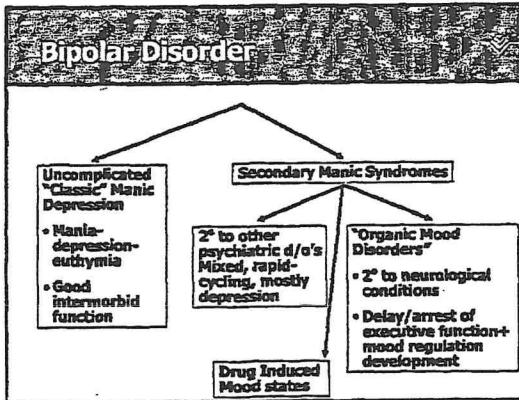 Bipolar Disorder
Uncomplicated
"Classic" Manic
Depression
• Mania-
depression-
euthymia
• Good
intermorbid
function
Secondary Manic Syndromes
2° to other
psychiatric d/o's
Mixed, rapid-
cycling, mostly
depression
"Organic Mood
Disorders"
• 2° to neurological
conditions
• Delay/arrest of
executive function+
mood regulation
development
Drug Induced
Mood states